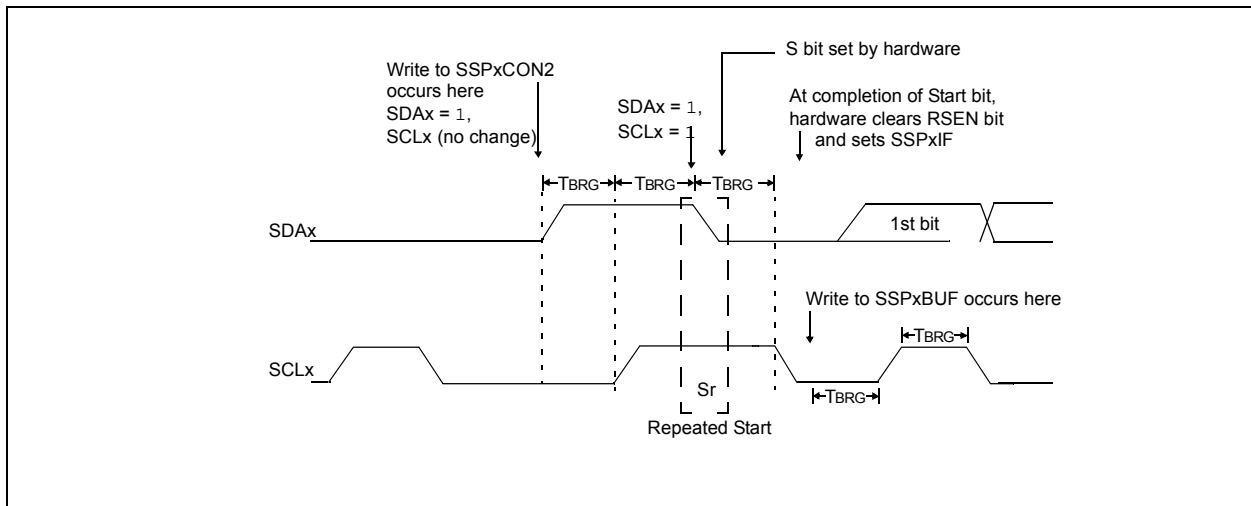 S bit set by hardware
Write to SSPxCON2
occurs here
SDAx = 1,
SCLx (no change)
SDAx = 1,
SCLx = 1
At completion of Start bit,
hardware clears RSEN bit
and sets SSPxIF
TBRG TBRG TBRG
SDAx
1st bit
Write to SSPxBUF occurs here
TBRG
SCLx
Sr
TBRG
Repeated Start